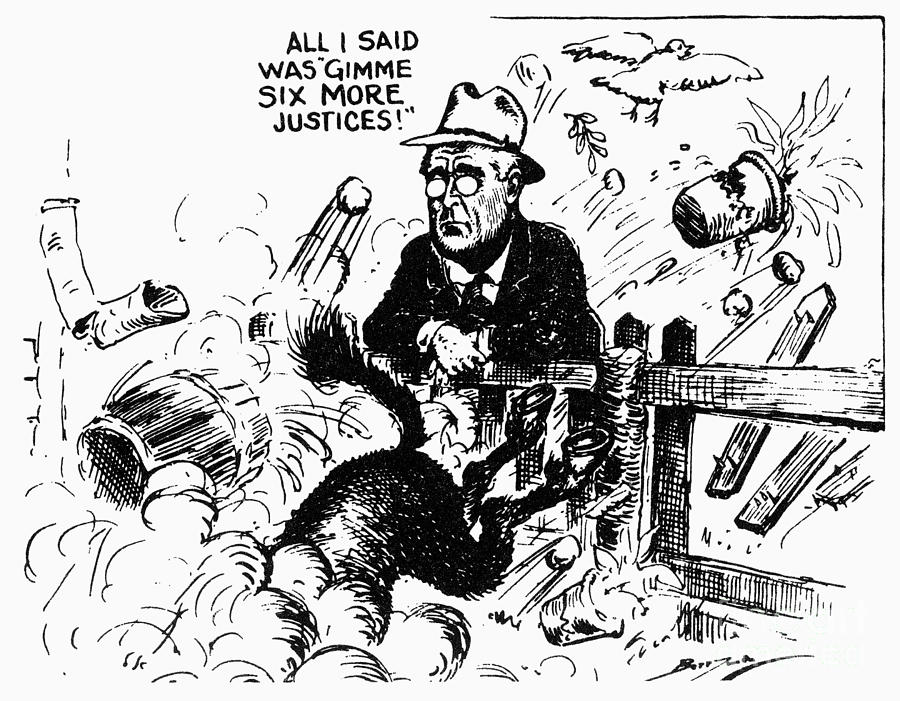 ALL I SAID
WAS "GIMME
SIX MORE
JUSTICES!"